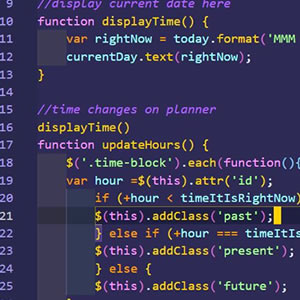 9 //display current date here
10 function displayTime() {
11 var rightNow = today.format('MMM
12 currentDay.text(rightNow);
13 }
14
15 //time changes on planner
16 displayTime()
17 function updateHours() {
18 $('.time-block').each(function(){
19 var hour =$(this).attr('id');
20 if (+hour < timeItIsRightNow)
21 $(this).addClass('past');
22 } else if (+hour === timeItIs
23 $(this).addClass('present');
24 } else {
25 $(this).addClass('future');